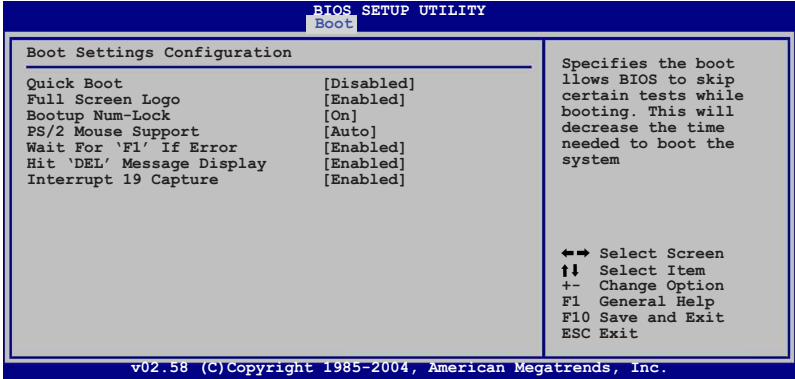 BIOS SETUP UTILITY
Boot
Boot Settings Configuration
Quick Boot [Disabled]
Full Screen Logo [Enabled]
Bootup Num-Lock [On]
PS/2 Mouse Support [Auto]
Wait For ‘F1’ If Error [Enabled]
Hit ‘DEL’ Message Display [Enabled]
Interrupt 19 Capture [Enabled]
Specifies the boot
llows BIOS to skip
certain tests while
booting. This will
decrease the time
needed to boot the
system
←→ Select Screen
↑↓ Select Item
+- Change Option
F1 General Help
F10 Save and Exit
ESC Exit
v02.58 (C)Copyright 1985-2004, American Megatrends, Inc.